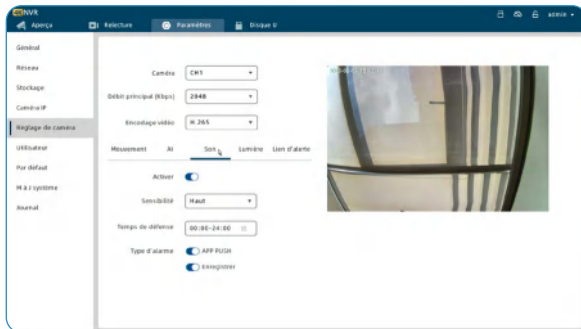 4K NVR
admin
Aperçu
Relecture
Paramètres
Disque U
Général
Réseau
Stockage
Caméra IP
Réglage de caméra
Utilisateur
Par défaut
M à J système
Journal
Caméra CH1
Débit principal (Kbps) 2048
Encodage vidéo H 265
Mouvement AI Son Lumière Lien d'alerte
Activer
Sensibilité Haut
Temps de défense 00:00-24:00
Type d'alarme APP PUSH
Enregistrer